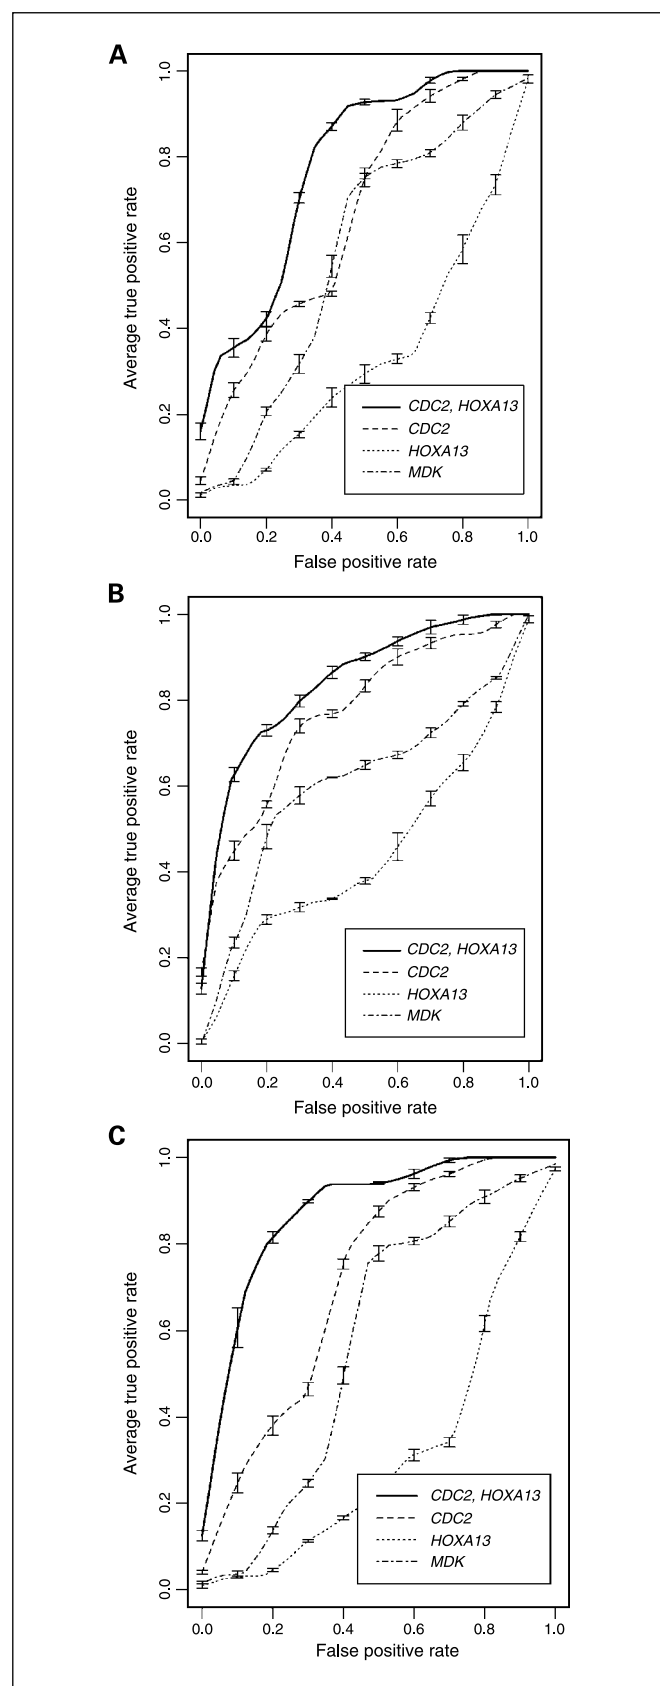 A
Average true positive rate
1.0
0.8
0.6
0.4
0.2
0.0
CDC2, HOXA13
CDC2
HOXA13
MDK
0.0 0.2 0.4 0.6 0.8 1.0
False positive rate
B
Average true positive rate
1.0
0.8
0.6
0.4
0.2
0.0
CDC2, HOXA13
CDC2
HOXA13
MDK
0.0 0.2 0.4 0.6 0.8 1.0
False positive rate
C
Average true positive rate
1.0
0.8
0.6
0.4
0.2
0.0
CDC2, HOXA13
CDC2
HOXA13
MDK
0.0 0.2 0.4 0.6 0.8 1.0
False positive rate